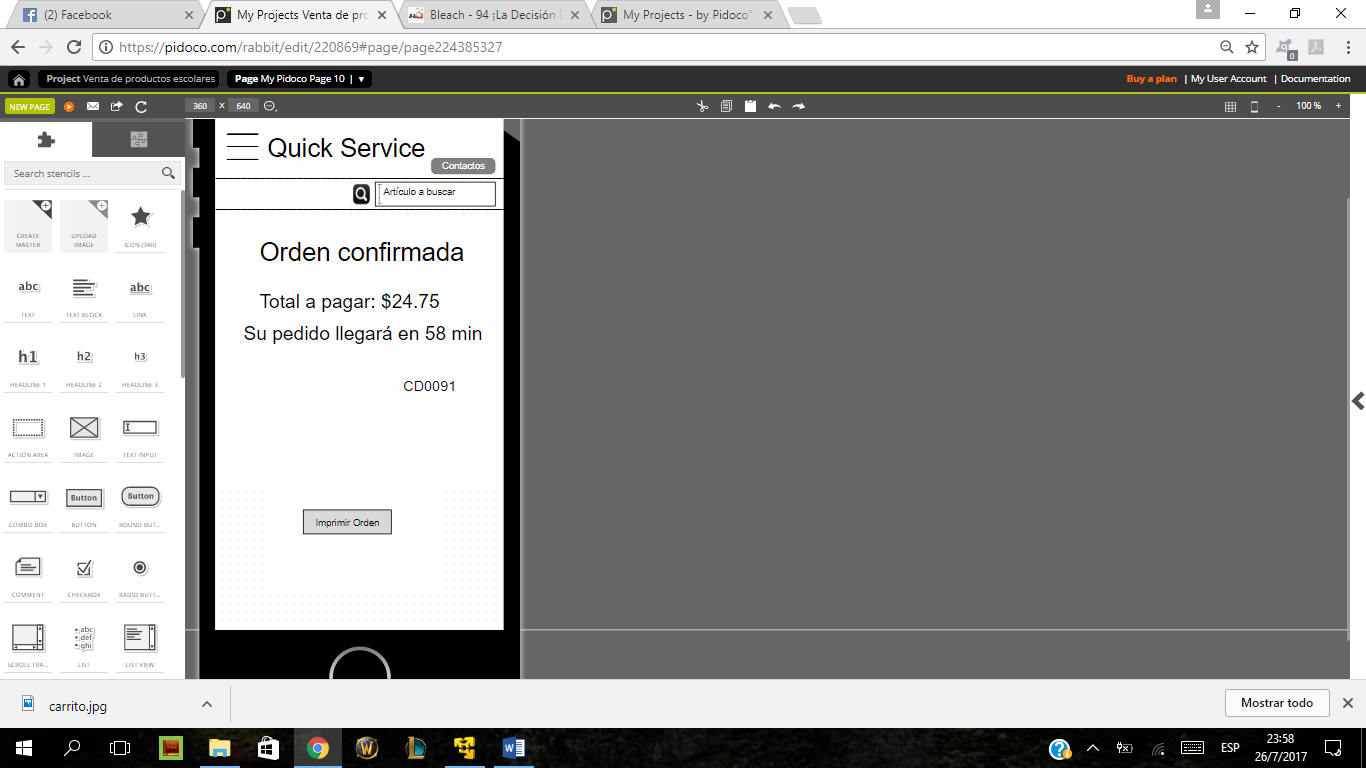 (2) Facebook
My Projects Venta de pro
Bleach - 94 ¡La Decisión
My Projects - by Pidoco
https://pidoco.com/rabbit/edit/220869#page/page224385327
0
Project Venta de productos escolares
Page My Pidoco Page 10 | ▼
Buy a plan | My User Account | Documentation
NEW PAGE
360 x 640
- 100 % +
Search stencils ...
CREATE MASTER
UPLOAD IMAGE
ICON (340)
abc
abc
TEXT
TEXT BLOCK
LINK
h1
h2
h3
HEADLINE 1
HEADLINE 2
HEADLINE 3
ACTION AREA
IMAGE
TEXT INPUT
Button
Button
COMBO BOX
BUTTON
ROUND BUT...
COMMENT
CHECKBOX
RADIO BUTT...
abc
def
ghi
SCROLL TRA...
LIST
LIST VIEW
Quick Service
Contactos
Artículo a buscar
Orden confirmada
Total a pagar: $24.75
Su pedido llegará en 58 min
CD0091
Imprimir Orden
carrito.jpg
Mostrar todo
ESP
23:58
26/7/2017